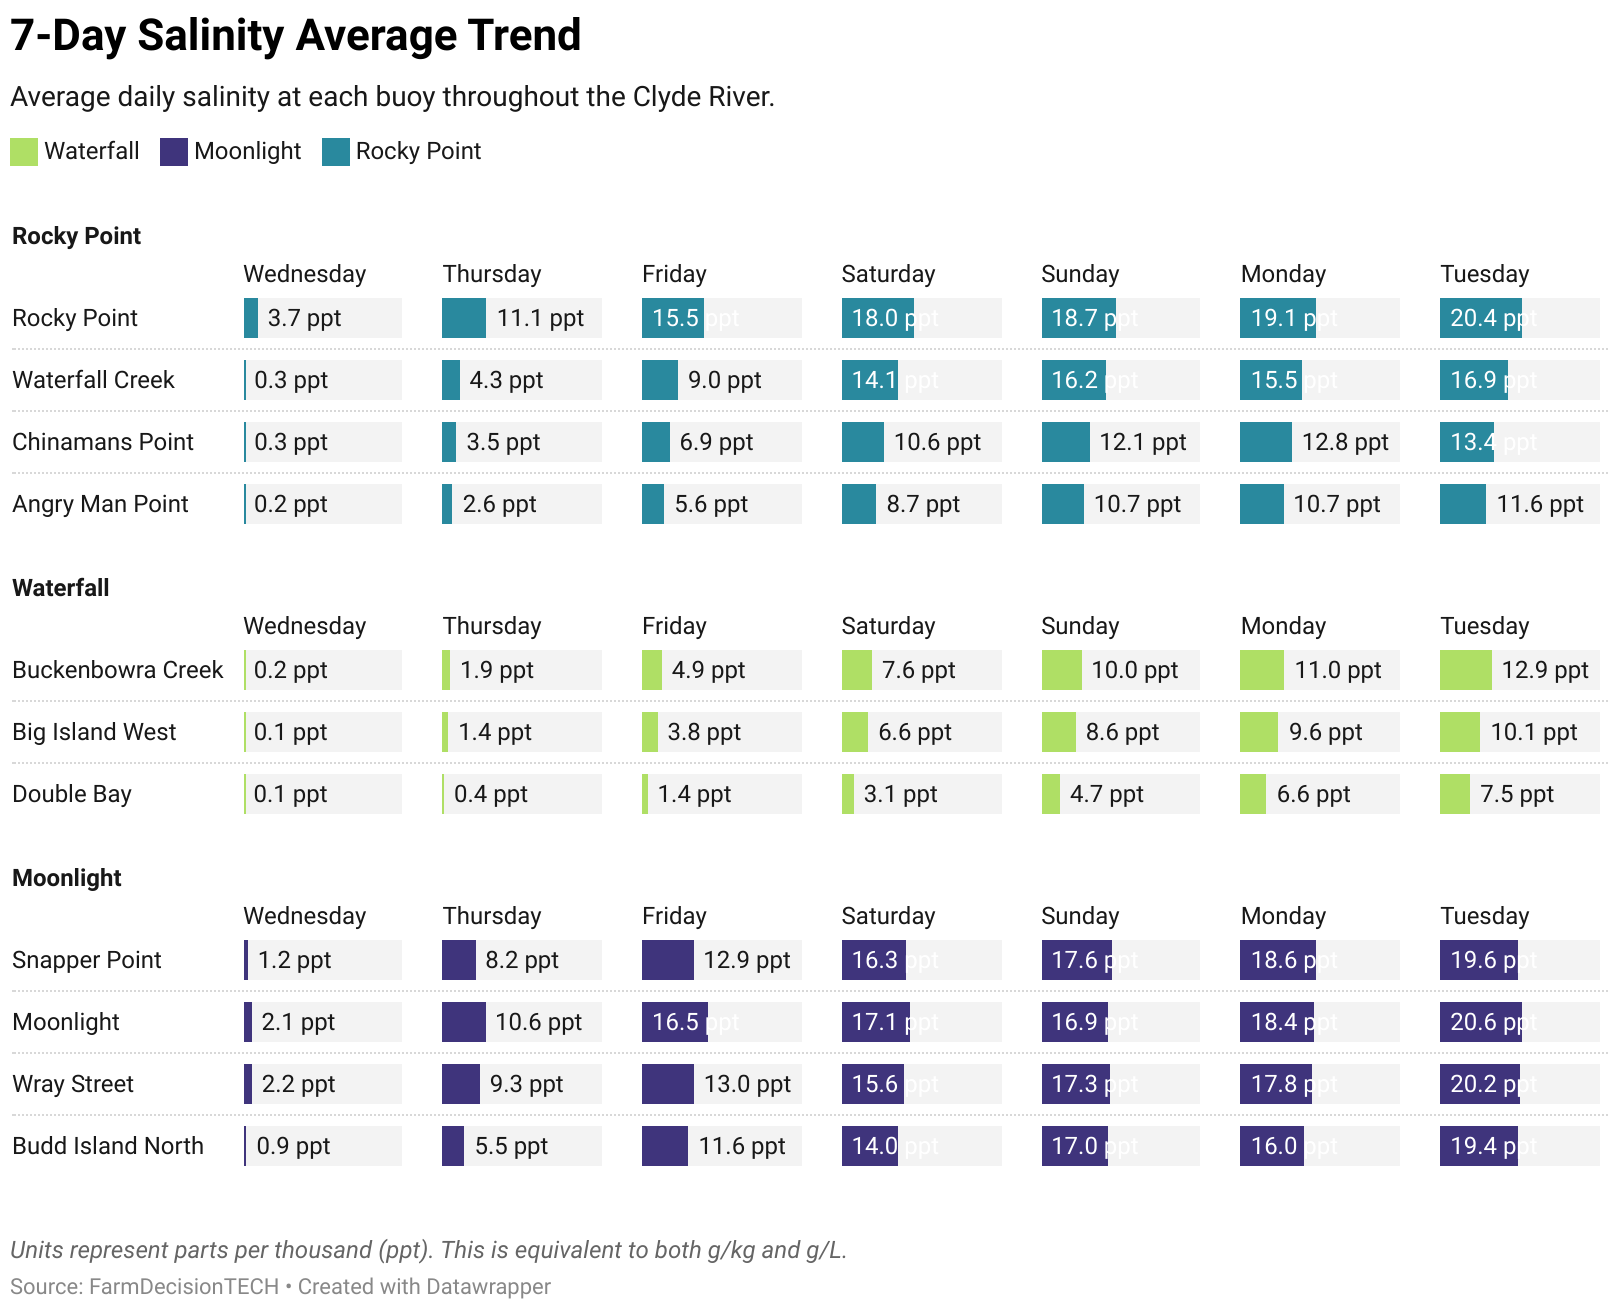 7-Day Salinity Average Trend
Average daily salinity at each buoy throughout the Clyde River.
Waterfall Moonlight Rocky Point
Rocky Point
Wednesday Thursday Friday Saturday Sunday Monday Tuesday
Rocky Point 3.7 ppt 11.1 ppt 15.5 ppt 18.0 ppt 18.7 ppt 19.1 ppt 20.4 ppt
Waterfall Creek 0.3 ppt 4.3 ppt 9.0 ppt 14.1 ppt 16.2 ppt 15.5 ppt 16.9 ppt
Chinamans Point 0.3 ppt 3.5 ppt 6.9 ppt 10.6 ppt 12.1 ppt 12.8 ppt 13.4 ppt
Angry Man Point 0.2 ppt 2.6 ppt 5.6 ppt 8.7 ppt 10.7 ppt 10.7 ppt 11.6 ppt
Waterfall
Wednesday Thursday Friday Saturday Sunday Monday Tuesday
Buckenbowra Creek 0.2 ppt 1.9 ppt 4.9 ppt 7.6 ppt 10.0 ppt 11.0 ppt 12.9 ppt
Big Island West 0.1 ppt 1.4 ppt 3.8 ppt 6.6 ppt 8.6 ppt 9.6 ppt 10.1 ppt
Double Bay 0.1 ppt 0.4 ppt 1.4 ppt 3.1 ppt 4.7 ppt 6.6 ppt 7.5 ppt
Moonlight
Wednesday Thursday Friday Saturday Sunday Monday Tuesday
Snapper Point 1.2 ppt 8.2 ppt 12.9 ppt 16.3 ppt 17.6 ppt 18.6 ppt 19.6 ppt
Moonlight 2.1 ppt 10.6 ppt 16.5 ppt 17.1 ppt 16.9 ppt 18.4 ppt 20.6 ppt
Wray Street 2.2 ppt 9.3 ppt 13.0 ppt 15.6 ppt 17.3 ppt 17.8 ppt 20.2 ppt
Budd Island North 0.9 ppt 5.5 ppt 11.6 ppt 14.0 ppt 17.0 ppt 16.0 ppt 19.4 ppt
Units represent parts per thousand (ppt). This is equivalent to both g/kg and g/L.
Source: FarmDecisionTECH • Created with Datawrapper